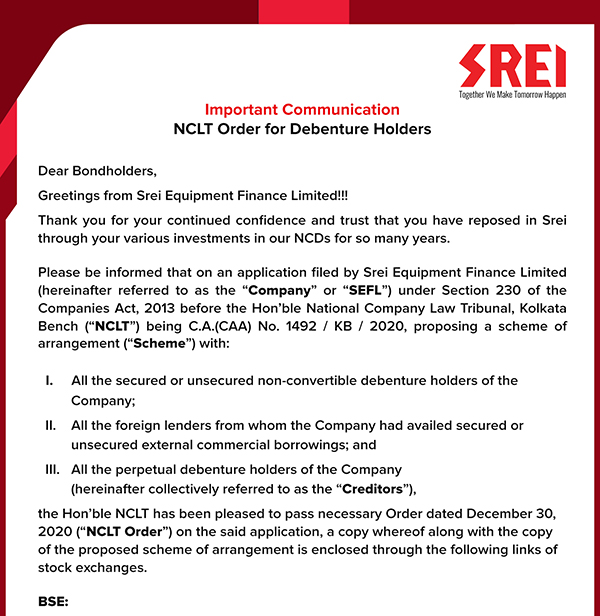 SREI
Together We Make Tomorrow Happen
Important Communication
NCLT Order for Debenture Holders
Dear Bondholders,
Greetings from Srei Equipment Finance Limited!!!
Thank you for your continued confidence and trust that you have reposed in Srei
through your various investments in our NCDs for so many years.
Please be informed that on an application filed by Srei Equipment Finance Limited
(hereinafter referred to as the “Company” or “SEFL”) under Section 230 of the
Companies Act, 2013 before the Hon’ble National Company Law Tribunal, Kolkata
Bench (“NCLT”) being C.A.(CAA) No. 1492 / KB / 2020, proposing a scheme of
arrangement (“Scheme”) with:
I. All the secured or unsecured non-convertible debenture holders of the
Company;
II. All the foreign lenders from whom the Company had availed secured or
unsecured external commercial borrowings; and
III. All the perpetual debenture holders of the Company
(hereinafter collectively referred to as the “Creditors”),
the Hon’ble NCLT has been pleased to pass necessary Order dated December 30,
2020 (“NCLT Order”) on the said application, a copy whereof along with the copy
of the proposed scheme of arrangement is enclosed through the following links of
stock exchanges.
BSE: